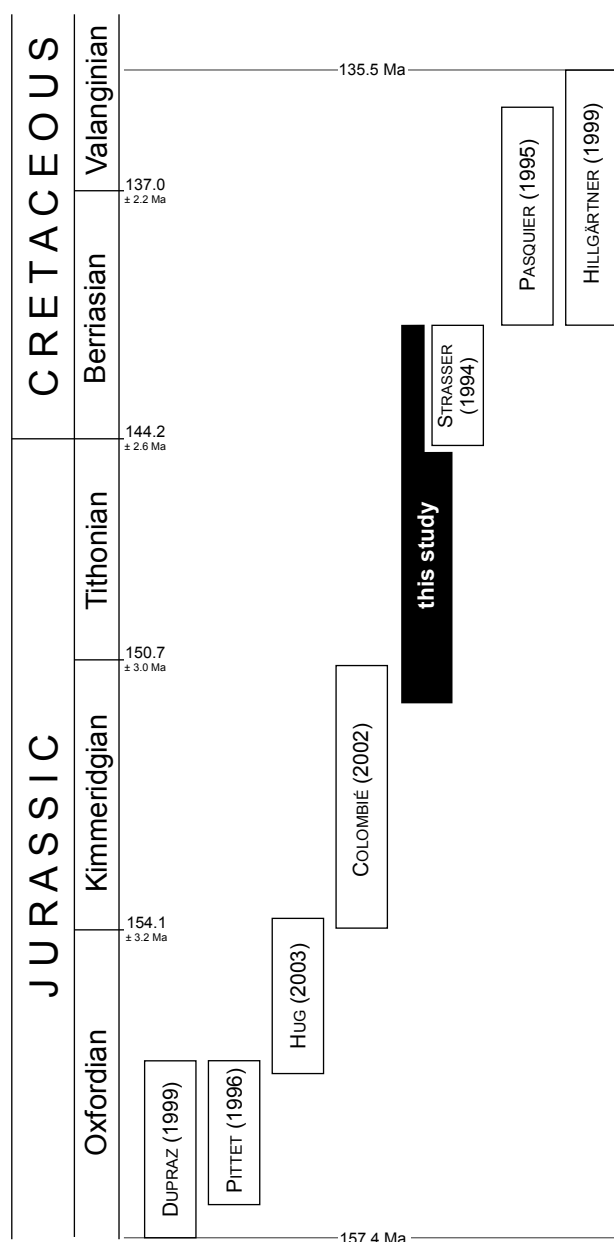 CRETACEOUS
JURASSIC
Valanginian
Berriasian
Tithonian
Kimmeridgian
Oxfordian
135.5 Ma
137.0
± 2.2 Ma
144.2
± 2.6 Ma
150.7
± 3.0 Ma
154.1
± 3.2 Ma
157.4 Ma
DUPRAZ (1999)
PITTET (1996)
HUG (2003)
COLOMBIÉ (2002)
this study
STRASSER
(1994)
PASQUIER (1995)
HILLGÄRTNER (1999)